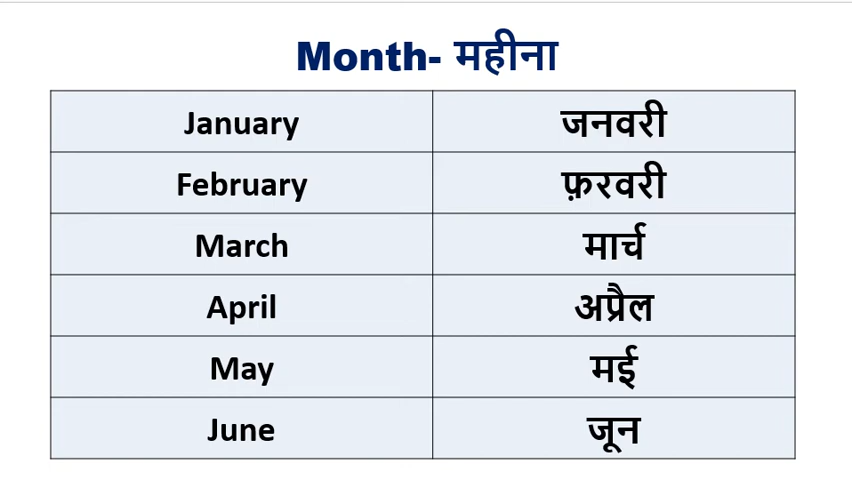 Month- महीना
January जनवरी
February फ़रवरी
March मार्च
April अप्रैल
May मई
June जून